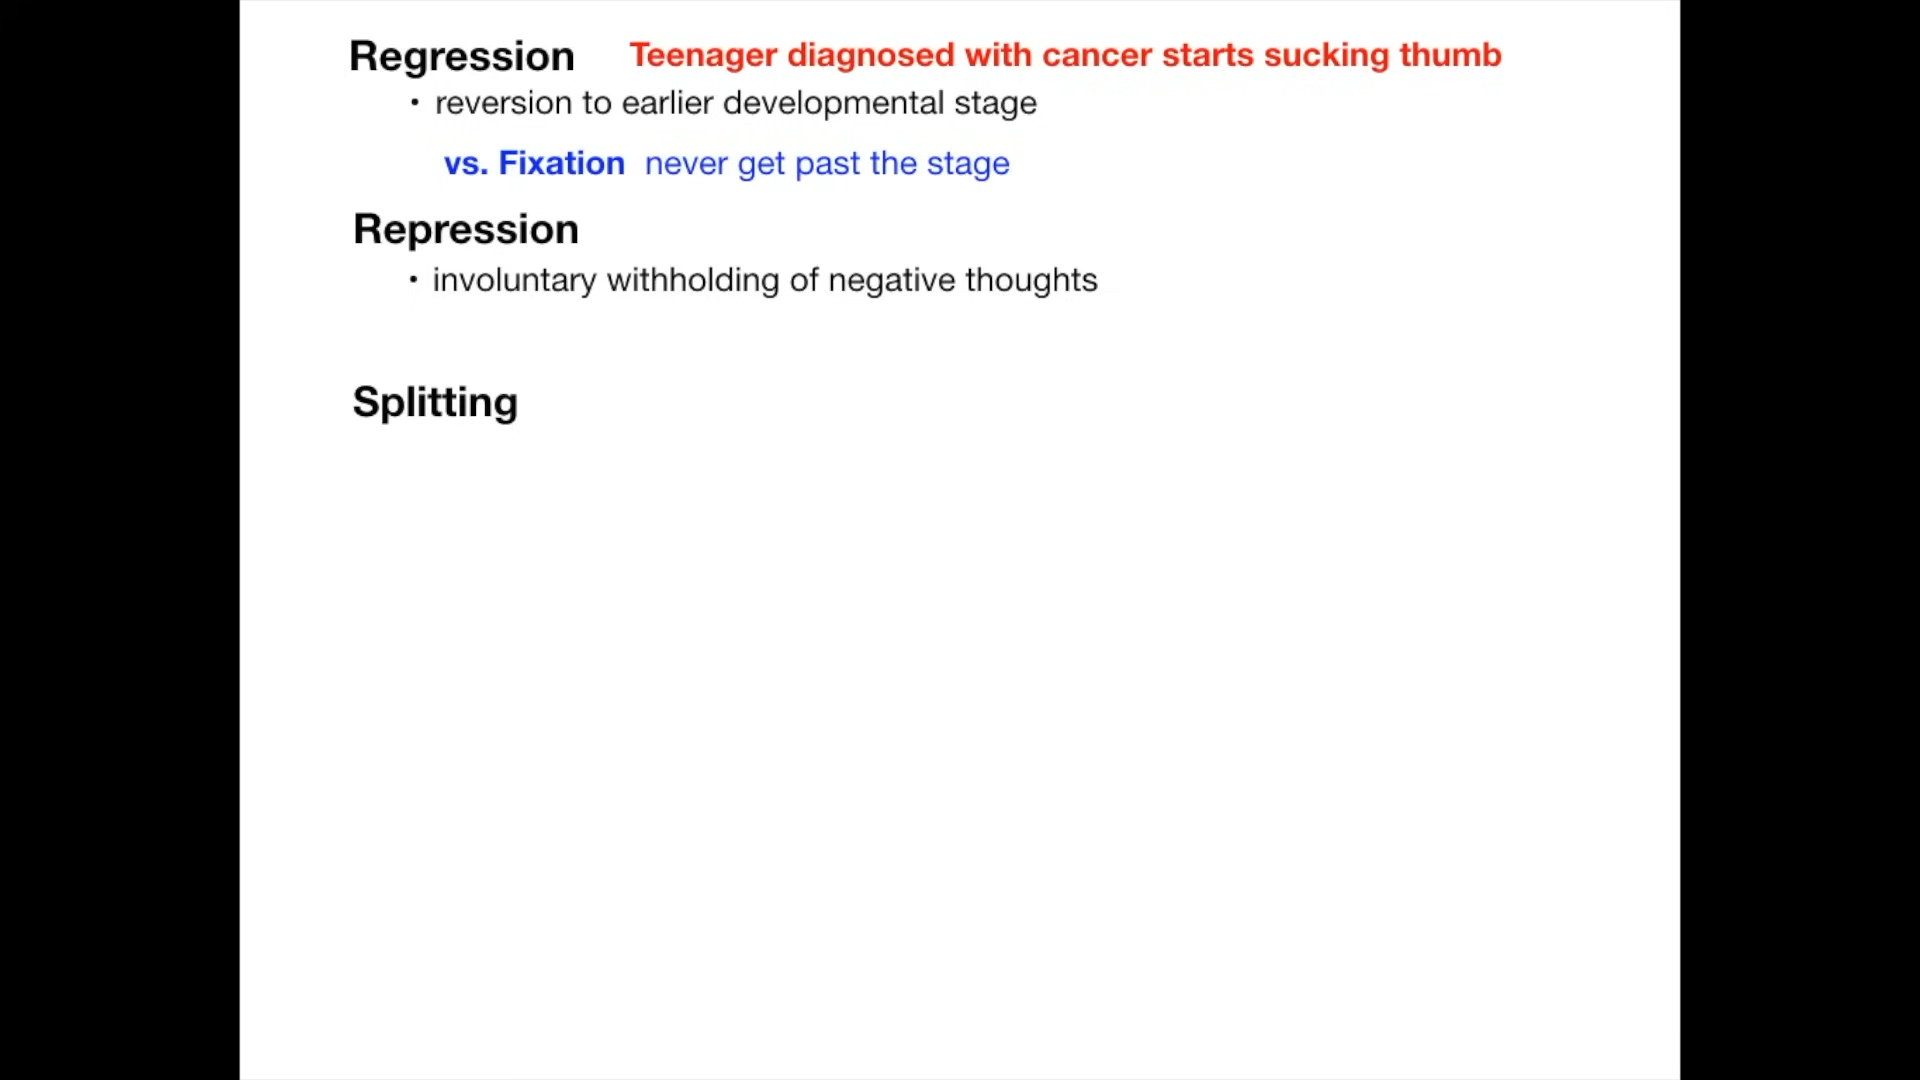 Regression Teenager diagnosed with cancer starts sucking thumb
• reversion to earlier developmental stage
vs. Fixation never get past the stage
Repression
• involuntary withholding of negative thoughts
Splitting